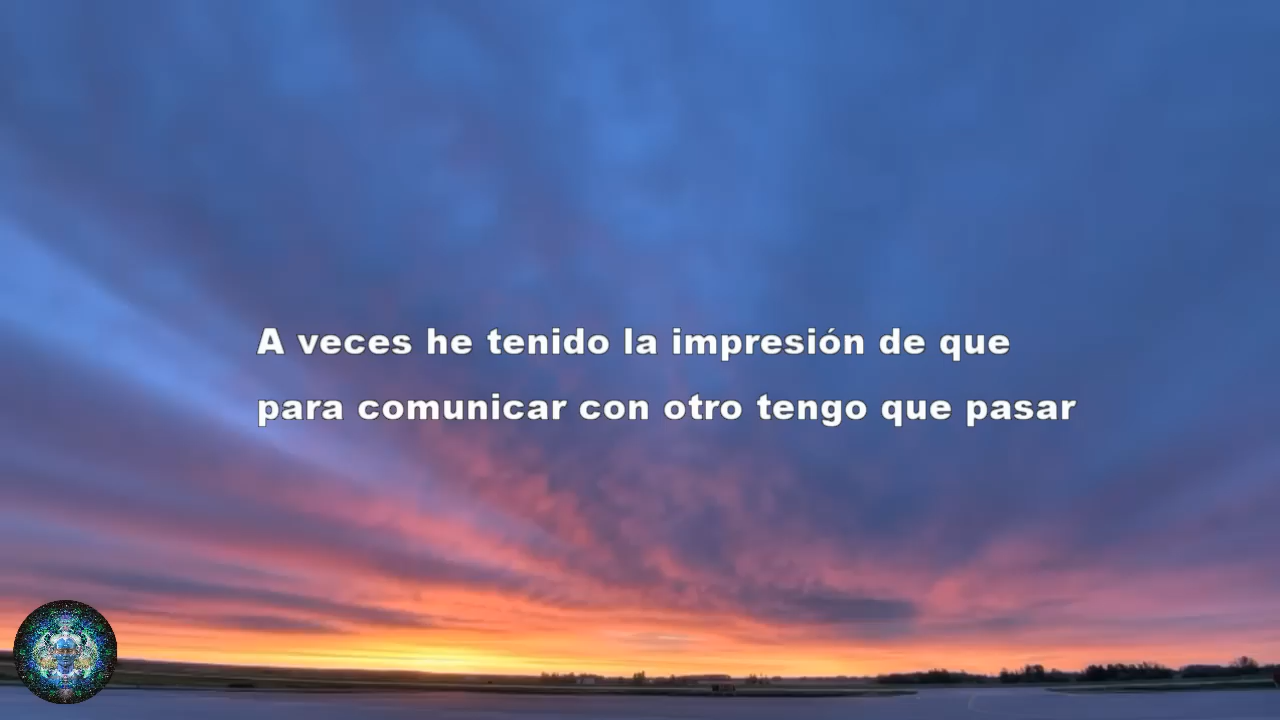 A veces he tenido la impresión de que
para comunicar con otro tengo que pasar